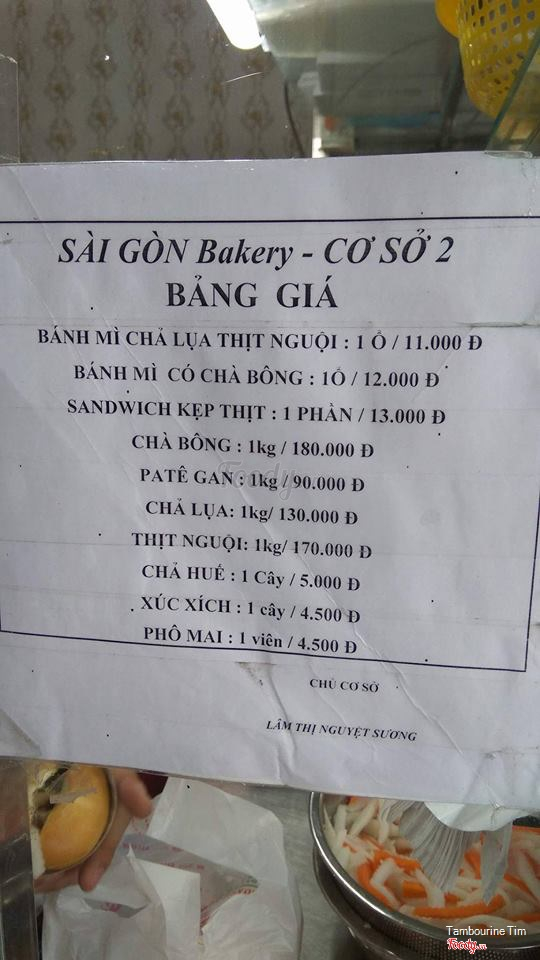 SÀI GÒN Bakery - CƠ SỞ 2
BẢNG GIÁ
BÁNH MÌ CHẢ LỤA THỊT NGUỘI : 1 Ổ / 11.000 Đ
BÁNH MÌ CÓ CHÀ BÔNG : 1Ổ / 12.000 Đ
SANDWICH KẸP THỊT : 1 PHẦN / 13.000 Đ
CHÀ BÔNG : 1kg / 180.000 Đ
Foody
PATÊ GAN : 1kg / 90.000 Đ
CHẢ LỤA: 1kg/ 130.000 Đ
THỊT NGUỘI: 1kg/ 170.000 Đ
CHẢ HUẾ : 1 Cây / 5.000 Đ
XÚC XÍCH : 1 cây / 4.500 Đ
PHÔ MAI : 1 viên / 4.500 Đ
CHỦ CƠ SỞ
LÂM THỊ NGUYỆT SƯƠNG
Tambourine Tim
Foody.vn